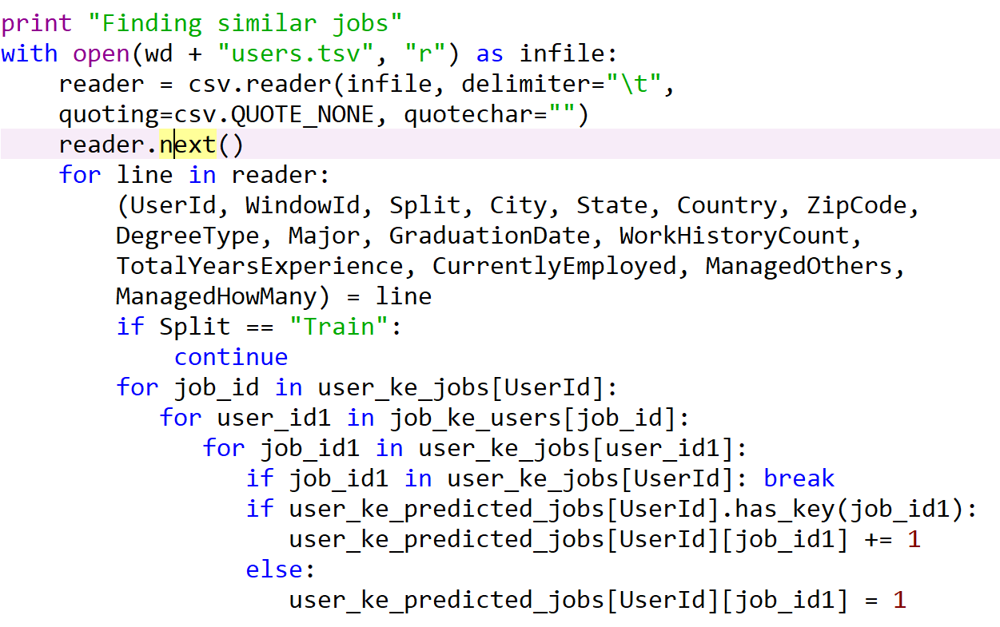 print "Finding similar jobs"
with open(wd + "users.tsv", "r") as infile:
    reader = csv.reader(infile, delimiter="\t",
    quoting=csv.QUOTE_NONE, quotechar="")
    reader.next()
    for line in reader:
        (UserId, WindowId, Split, City, State, Country, ZipCode,
        DegreeType, Major, GraduationDate, WorkHistoryCount,
        TotalYearsExperience, CurrentlyEmployed, ManagedOthers,
        ManagedHowMany) = line
        if Split == "Train":
            continue
        for job_id in user_ke_jobs[UserId]:
           for user_id1 in job_ke_users[job_id]:
              for job_id1 in user_ke_jobs[user_id1]:
                 if job_id1 in user_ke_jobs[UserId]: break
                 if user_ke_predicted_jobs[UserId].has_key(job_id1):
                    user_ke_predicted_jobs[UserId][job_id1] += 1
                 else:
                    user_ke_predicted_jobs[UserId][job_id1] = 1